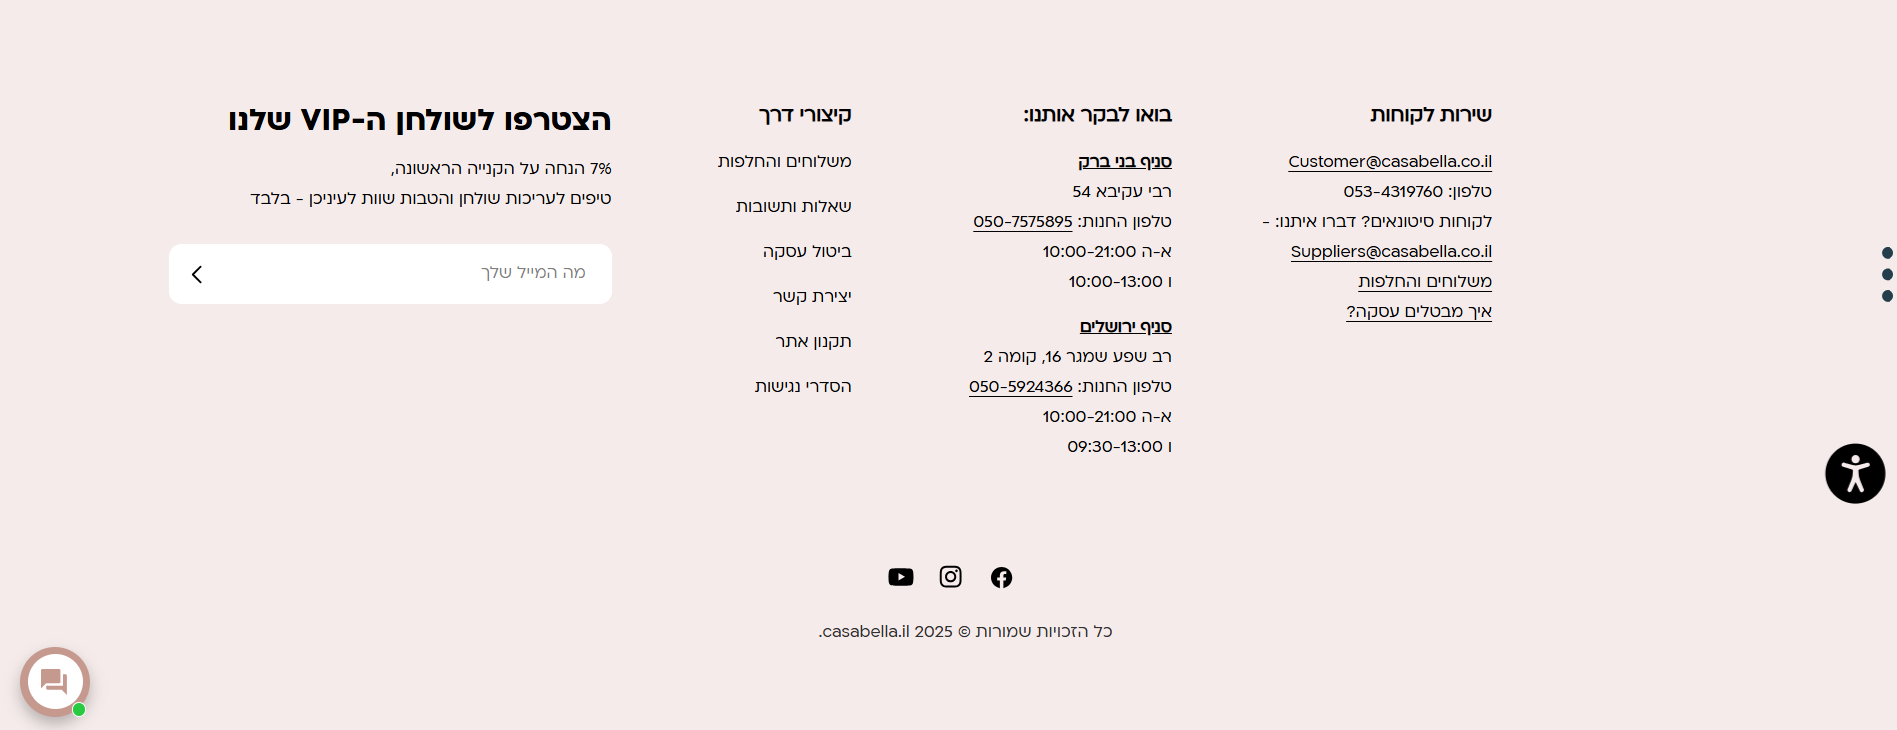 שירות לקוחות
Customer@casabella.co.il
טלפון: 053-4319760
לקוחות סיטונאים? דברו איתנו: -
Suppliers@casabella.co.il
משלוחים והחלפות
איך מבטלים עסקה?
בואו לבקר אותנו:
סניף בני ברק
רבי עקיבא 54
טלפון החנות: 050-7575895
א-ה 10:00-21:00
ו 10:00-13:00
סניף ירושלים
רב שפע שמגר 16, קומה 2
טלפון החנות: 050-5924366
א-ה 10:00-21:00
ו 09:30-13:00
קיצורי דרך
משלוחים והחלפות
שאלות ותשובות
ביטול עסקה
יצירת קשר
תקנון אתר
הסדרי נגישות
הצטרפו לשולחן ה-VIP שלנו
7% הנחה על הקנייה הראשונה,
טיפים לעריכות שולחן והטבות שוות לעיניכן - בלבד
מה המייל שלך
כל הזכויות שמורות © 2025 casabella.il.